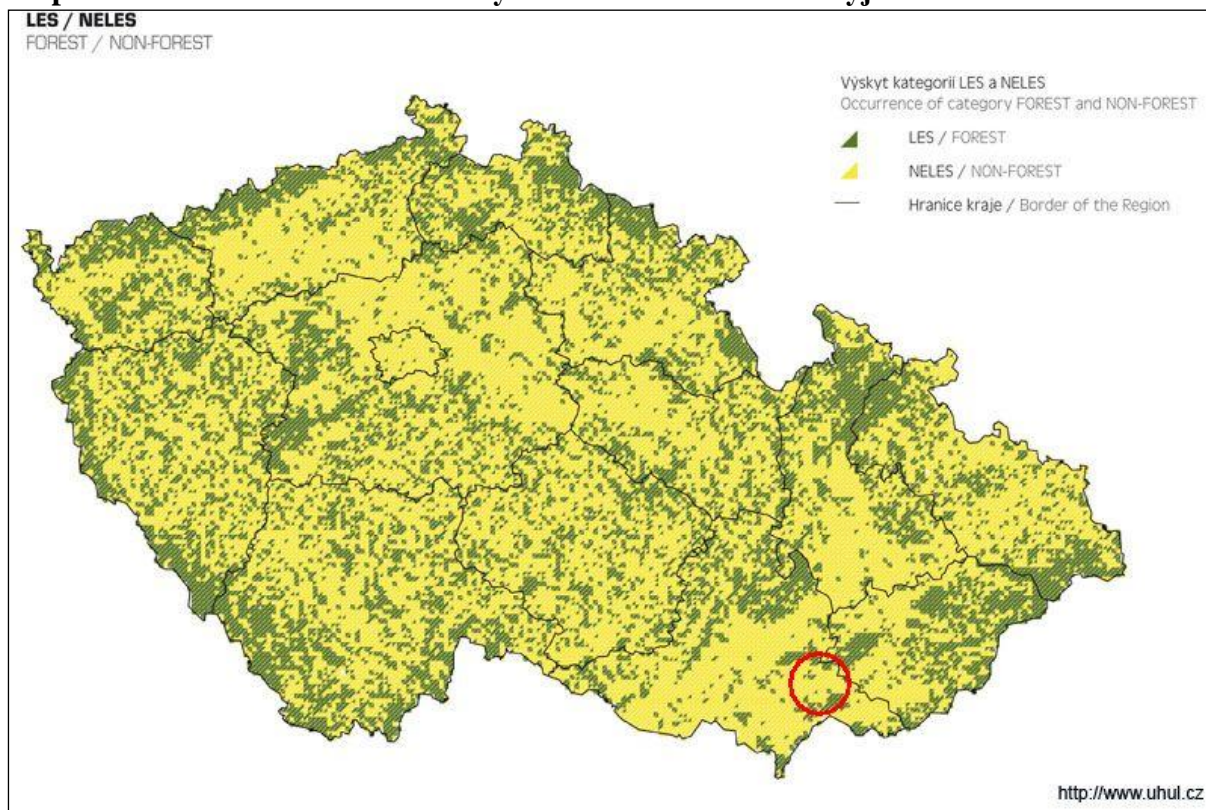 LES / NELES
FOREST / NON-FOREST
Výskyt kategorií LES a NELES
Occurrence of category FOREST and NON-FOREST
LES / FOREST
NELES / NON-FOREST
Hranice kraje / Border of the Region
http://www.uhul.cz